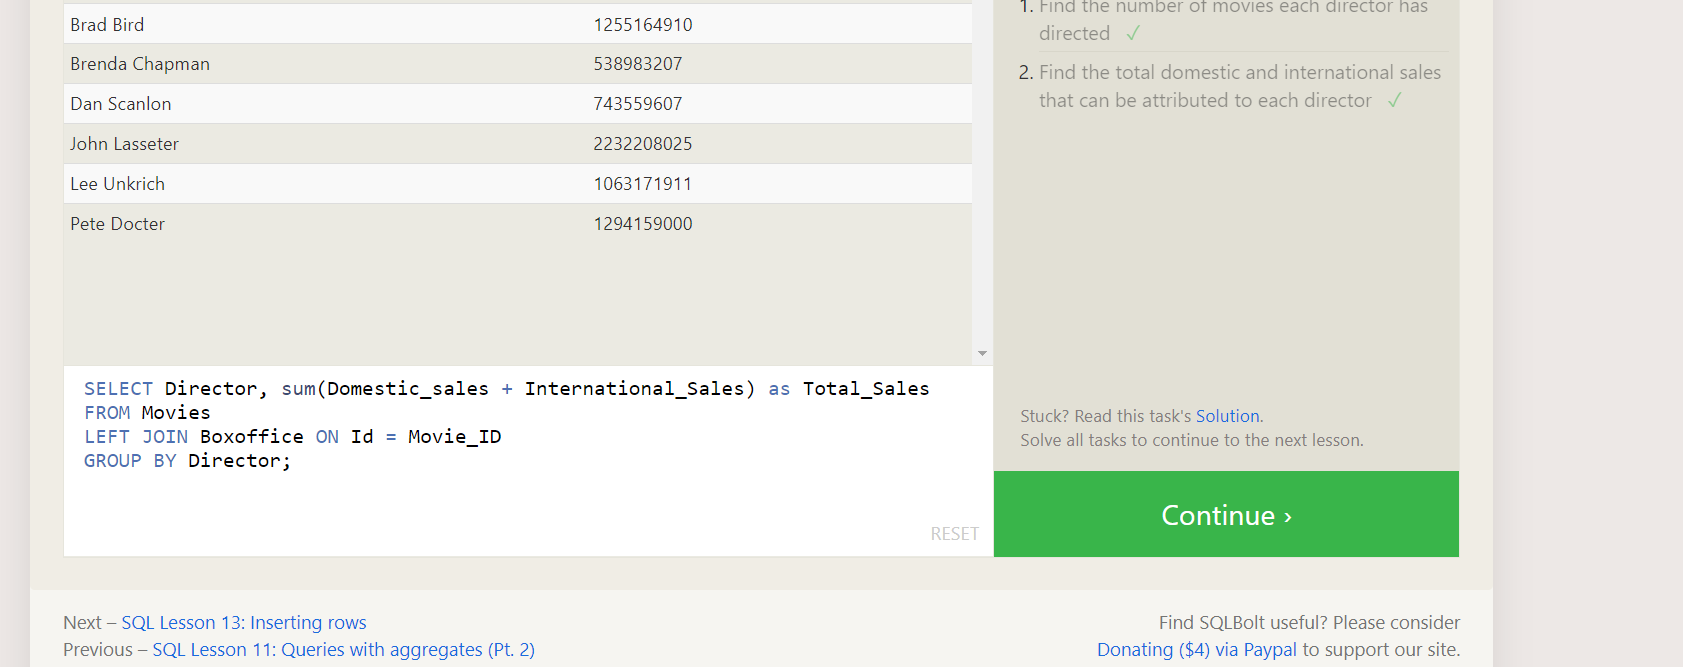 Brad Bird 1255164910
Brenda Chapman 538983207
Dan Scanlon 743559607
John Lasseter 2232208025
Lee Unkrich 1063171911
Pete Docter 1294159000
SELECT Director, sum(Domestic_sales + International_Sales) as Total_Sales
FROM Movies
LEFT JOIN Boxoffice ON Id = Movie_ID
GROUP BY Director;
RESET
1. Find the number of movies each director has
directed ✓
2. Find the total domestic and international sales
that can be attributed to each director ✓
Stuck? Read this task's Solution.
Solve all tasks to continue to the next lesson.
Continue ›
Next – SQL Lesson 13: Inserting rows
Previous – SQL Lesson 11: Queries with aggregates (Pt. 2)
Find SQLBolt useful? Please consider
Donating ($4) via Paypal to support our site.